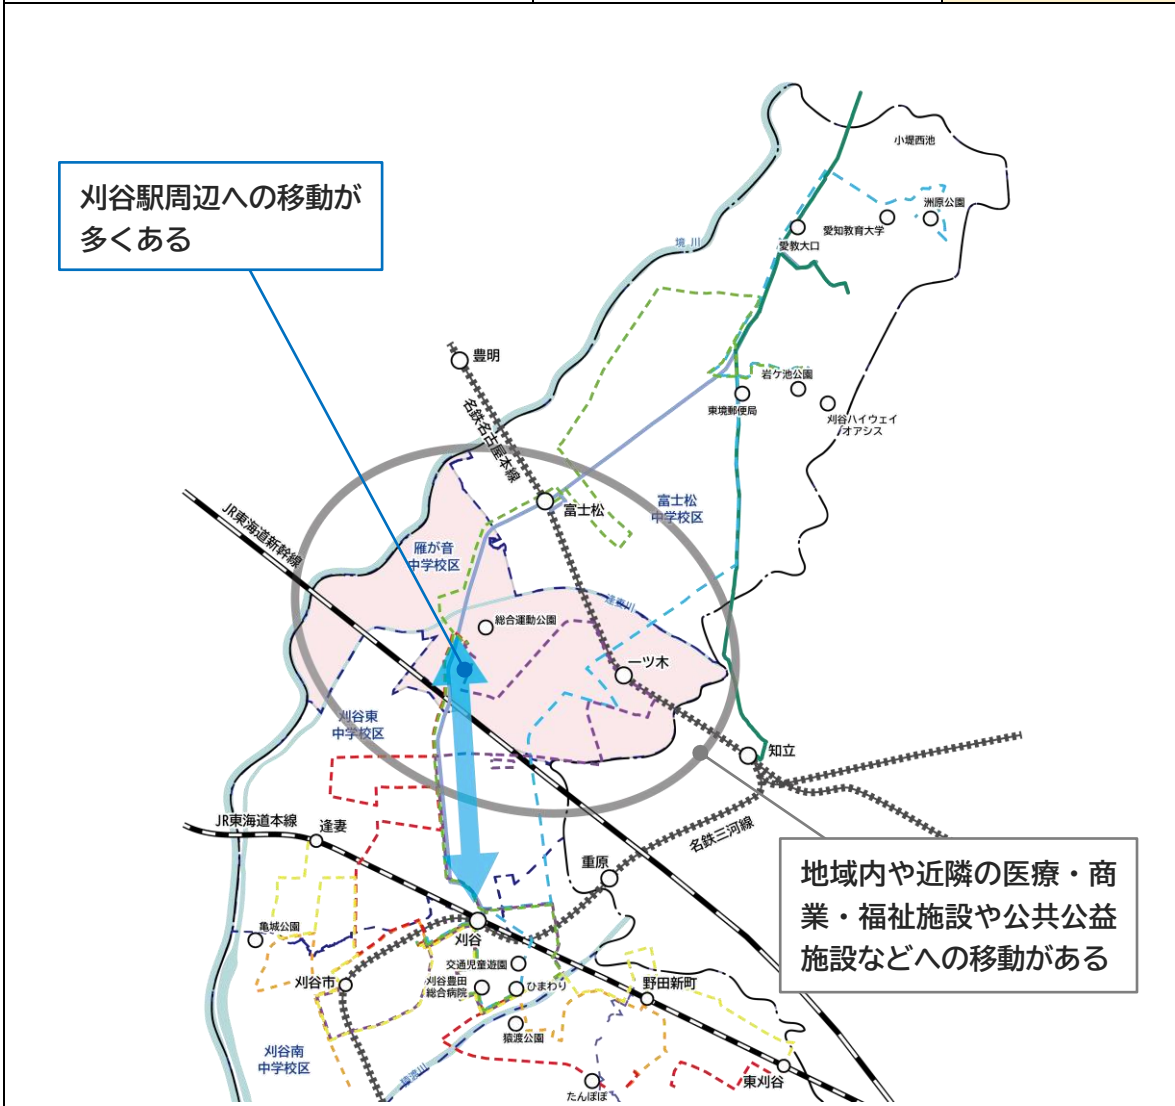 小堤西池
刈谷駅周辺への移動が
多くある
洲原公園
愛知教育大学
境川
愛教大口
豊明
岩ケ池公園
東境郵便局
刈谷ハイウェイ
オアシス
名鉄名古屋本線
富士松
富士松
中学校区
JR東海道新幹線
雁が音
中学校区
逢妻川
総合運動公園
一ツ木
刈谷東
中学校区
知立
JR東海道本線
逢妻
名鉄三河線
重原
地域内や近隣の医療・商
業・福祉施設や公共公益
施設などへの移動がある
亀城公園
刈谷
交通児童遊園
刈谷市
刈谷豊田
総合病院
ひまわり
野田新町
猿渡公園
刈谷南
中学校区
猿渡川
東刈谷
たんぽぽ